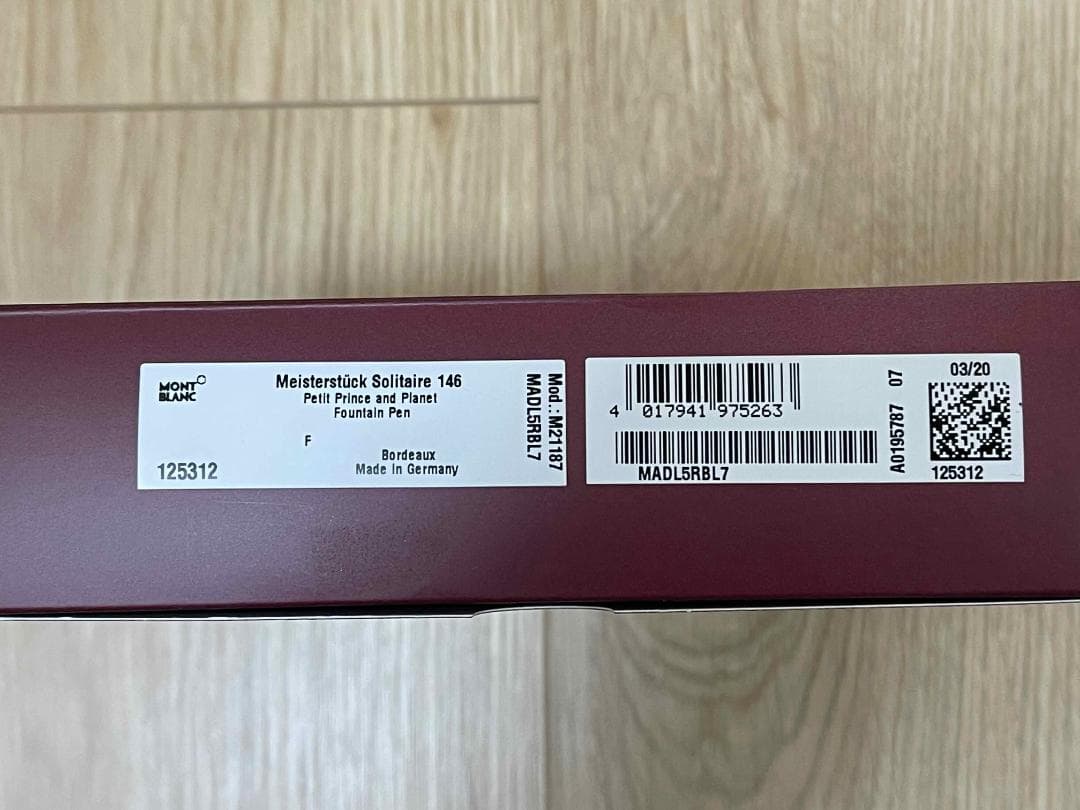 MONT
BLANC
Meisterstück Solitaire 146
Petit Prince and Planet
Fountain Pen
F
Bordeaux
125312
Made in Germany
Mod : M21187
MADL5RBL7
4 017941 975263
MADL5RBL7
A0195787 07
03/20
125312